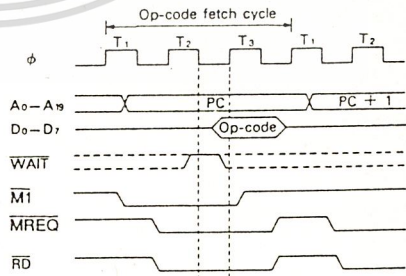 Op-code fetch cycle
T1 T2 T3 T1 T2
φ
A0–A19 PC PC + 1
D0–D7 Op-code
WAIT
M1
MREQ
RD